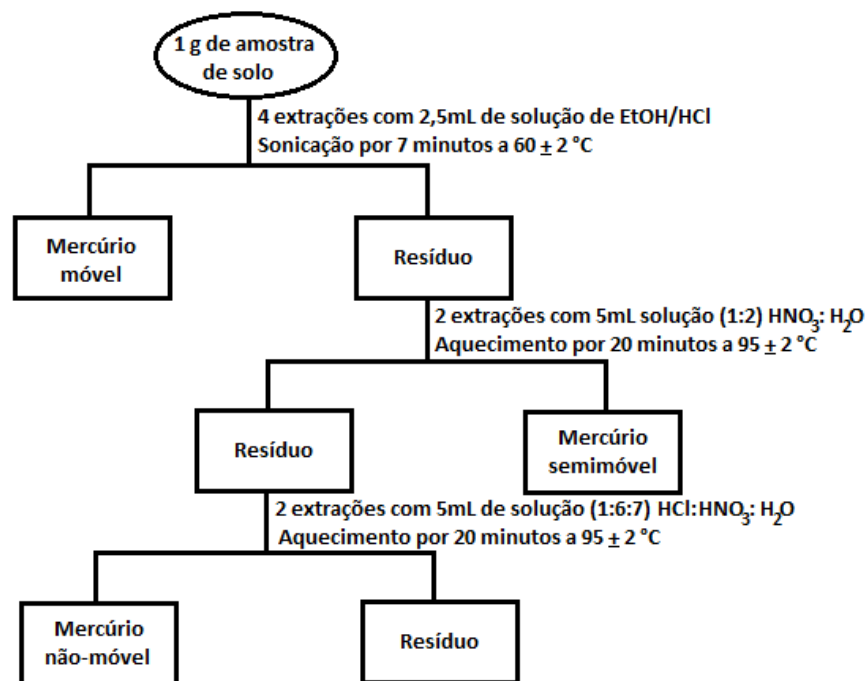 1 g de amostra
de solo
4 extrações com 2,5mL de solução de EtOH/HCl
Sonicação por 7 minutos a 60 ± 2 °C
Mercúrio
móvel
Resíduo
2 extrações com 5mL solução (1:2) HNO₃: H₂O
Aquecimento por 20 minutos a 95 ± 2 °C
Resíduo
Mercúrio
semimóvel
2 extrações com 5mL de solução (1:6:7) HCl:HNO₃: H₂O
Aquecimento por 20 minutos a 95 ± 2 °C
Mercúrio
não-móvel
Resíduo